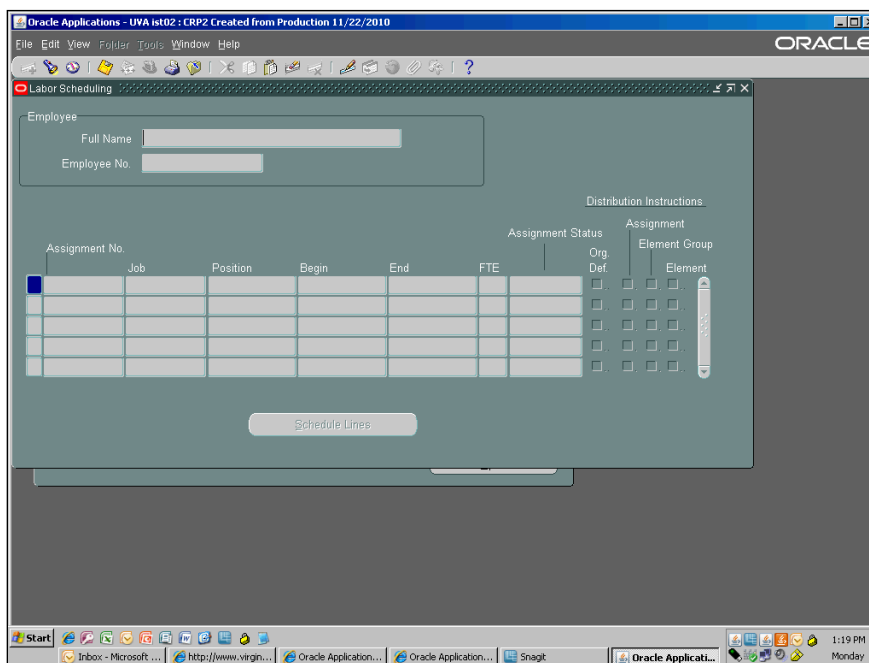 Oracle Applications - UVA ist02 : CRP2 Created from Production 11/22/2010
File Edit View Folder Tools Window Help
ORACLE
Labor Scheduling
Employee
Full Name
Employee No.
Distribution Instructions
Assignment
Assignment Status
Element Group
Assignment No.
Org.
Job Position Begin End FTE Def. Element
Schedule Lines
Start
1:19 PM
Inbox - Microsoft ... http://www.virgin... Oracle Application... Oracle Application... Snagit Oracle Applicati... Monday